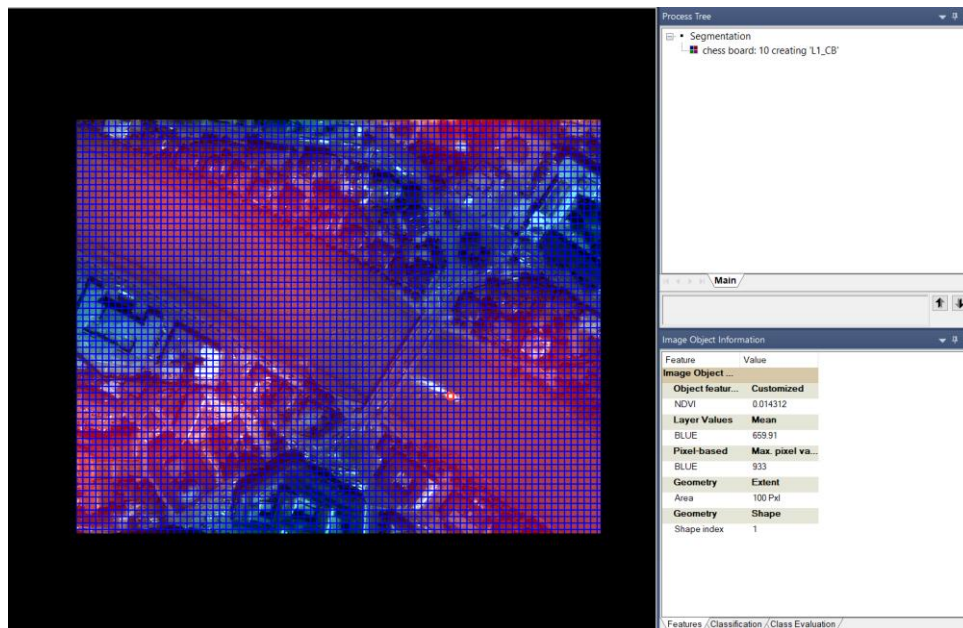 Process Tree
Segmentation
chess board: 10 creating 'L1_CB'
Main
Image Object Information
Feature Value
Image Object ...
Object featur... Customized
NDVI 0.014312
Layer Values Mean
BLUE 659.91
Pixel-based Max. pixel va...
BLUE 933
Geometry Extent
Area 100 Pxl
Geometry Shape
Shape index 1
Features Classification Class Evaluation